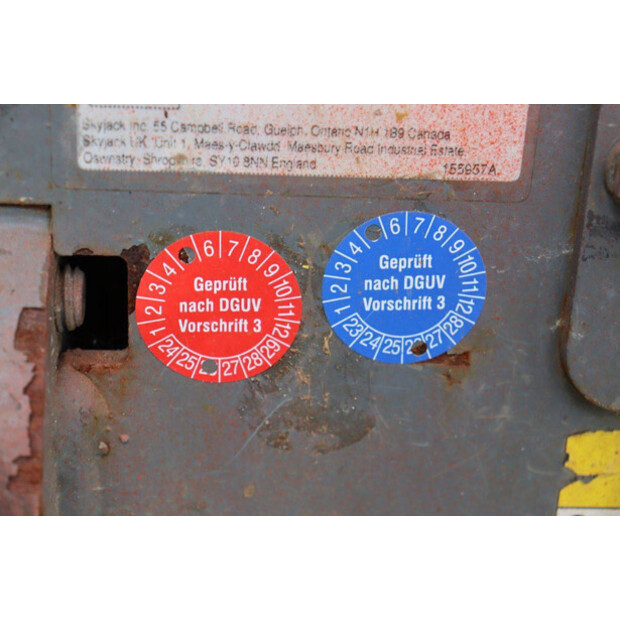 Skyjack Inc. 55 Campbell Road, Guelph, Ontario N1H 1B9 Canada
Skyjack UK Unit 1, Maes-y-Clawdd, Maesbury Road Industrial Estate
Oswestry Shropshire, SY10 8NN England
155957A
1 2 3 4 6 7 8 9 10 11 12
Geprüft
nach DGUV
Vorschrift 3
24 25 27 28 29
1 2 3 4 6 7 8 9 10 11 12
Geprüft
nach DGUV
Vorschrift 3
23 24 25 26 27 28